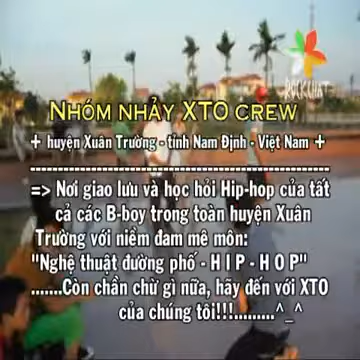 RockChat
NHÓM NHẢY XTO CREW
+ huyện Xuân Trường - tỉnh Nam Định - Việt Nam +
--------------------------------------------------
=> Nơi giao lưu và học hỏi Hip-hop của tất
cả các B-boy trong toàn huyện Xuân
Trường với niềm đam mê môn:
"Nghệ thuật đường phố - H I P - H O P"
.......Còn chần chừ gì nữa, hãy đến với XTO
của chúng tôi!!!.........^_^